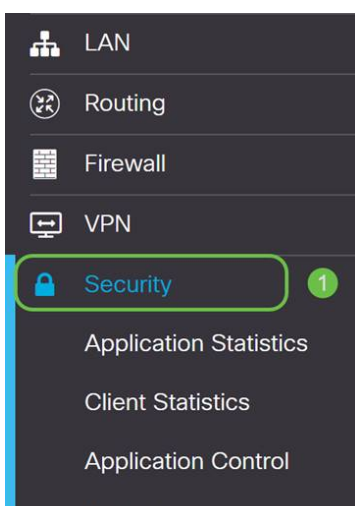 LAN
Routing
Firewall
VPN
Security
1
Application Statistics
Client Statistics
Application Control